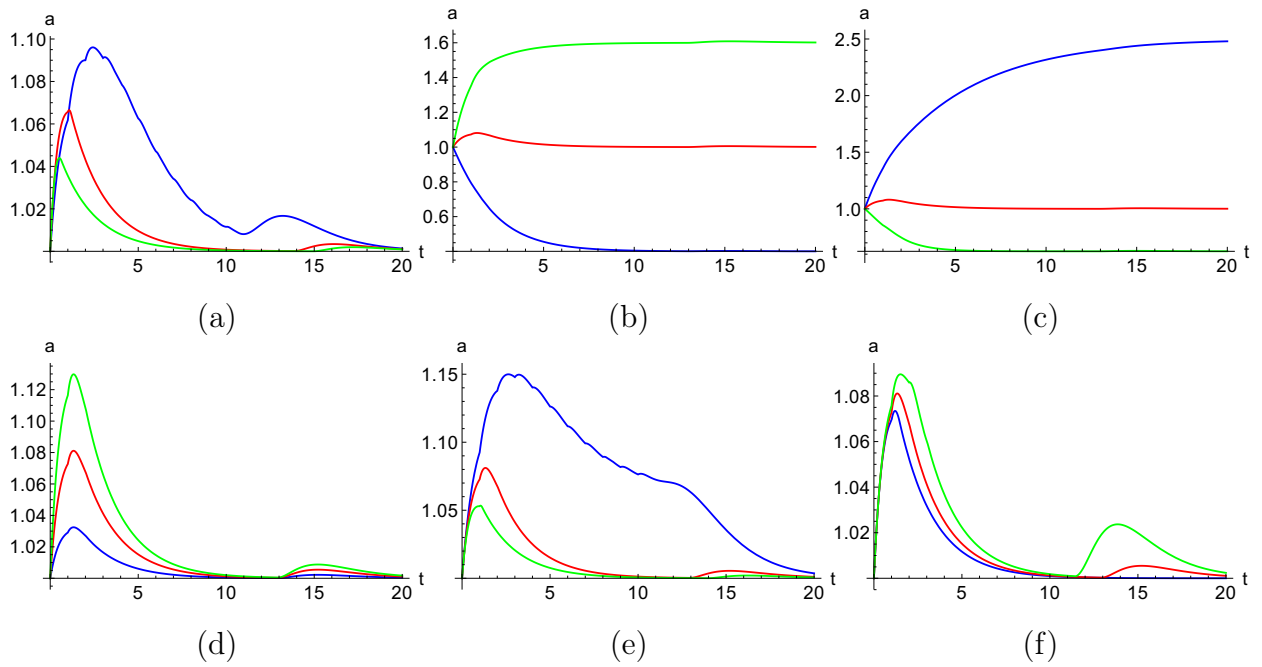 a a a
1.10 1.08 1.06 1.04 1.02 5 10 15 20 t
1.6 1.4 1.2 1.0 0.8 0.6 5 10 15 20 t
2.5 2.0 1.5 1.0 5 10 15 20 t
(a) (b) (c)
a a a
1.12 1.10 1.08 1.06 1.04 1.02 5 10 15 20 t
1.15 1.10 1.05 5 10 15 20 t
1.08 1.06 1.04 1.02 5 10 15 20 t
(d) (e) (f)